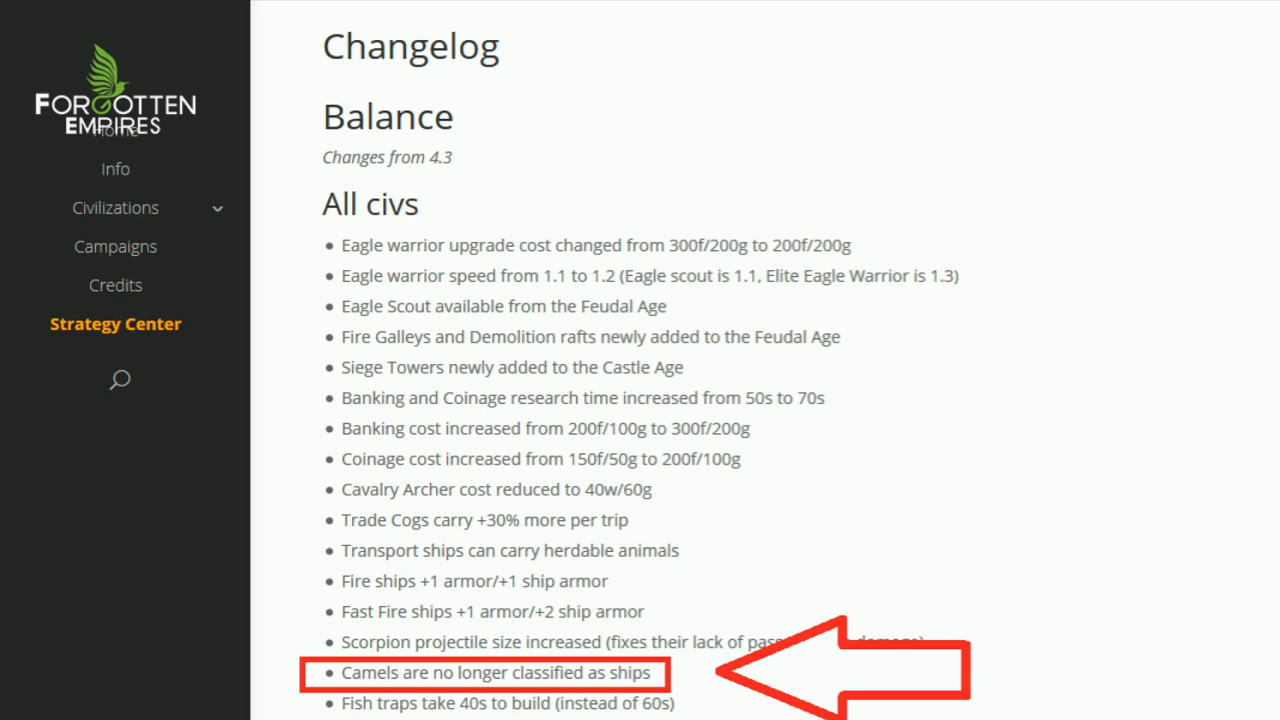 FORGOTTEN
EMPIRES
Home
Info
Civilizations
Campaigns
Credits
Strategy Center
Changelog
Balance
Changes from 4.3
All civs
Eagle warrior upgrade cost changed from 300f/200g to 200f/200g
Eagle warrior speed from 1.1 to 1.2 (Eagle scout is 1.1, Elite Eagle Warrior is 1.3)
Eagle Scout available from the Feudal Age
Fire Galleys and Demolition rafts newly added to the Feudal Age
Siege Towers newly added to the Castle Age
Banking and Coinage research time increased from 50s to 70s
Banking cost increased from 200f/100g to 300f/200g
Coinage cost increased from 150f/50g to 200f/100g
Cavalry Archer cost reduced to 40w/60g
Trade Cogs carry +30% more per trip
Transport ships can carry herdable animals
Fire ships +1 armor/+1 ship armor
Fast Fire ships +1 armor/+2 ship armor
Scorpion projectile size increased (fixes their lack of damage)
Camels are no longer classified as ships
Fish traps take 40s to build (instead of 60s)